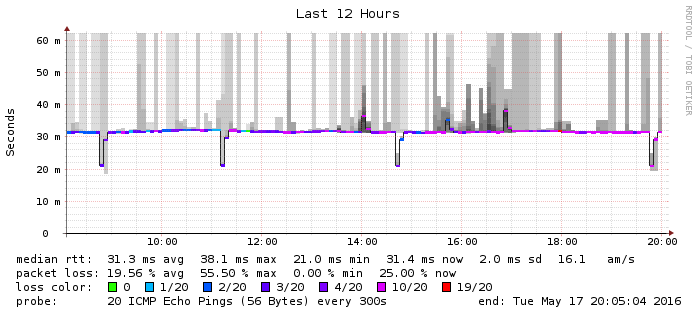 Last 12 Hours
RRDTOOL / TOBI OETIKER
Seconds
60 m
50 m
40 m
30 m
20 m
10 m
0
10:00 12:00 14:00 16:00 18:00 20:00
median rtt: 31.3 ms avg 38.1 ms max 21.0 ms min 31.4 ms now 2.0 ms sd 16.1 am/s
packet loss: 19.56 % avg 55.50 % max 0.00 % min 25.00 % now
loss color: 0 1/20 2/20 3/20 4/20 10/20 19/20
probe: 20 ICMP Echo Pings (56 Bytes) every 300s end: Tue May 17 20:05:04 2016